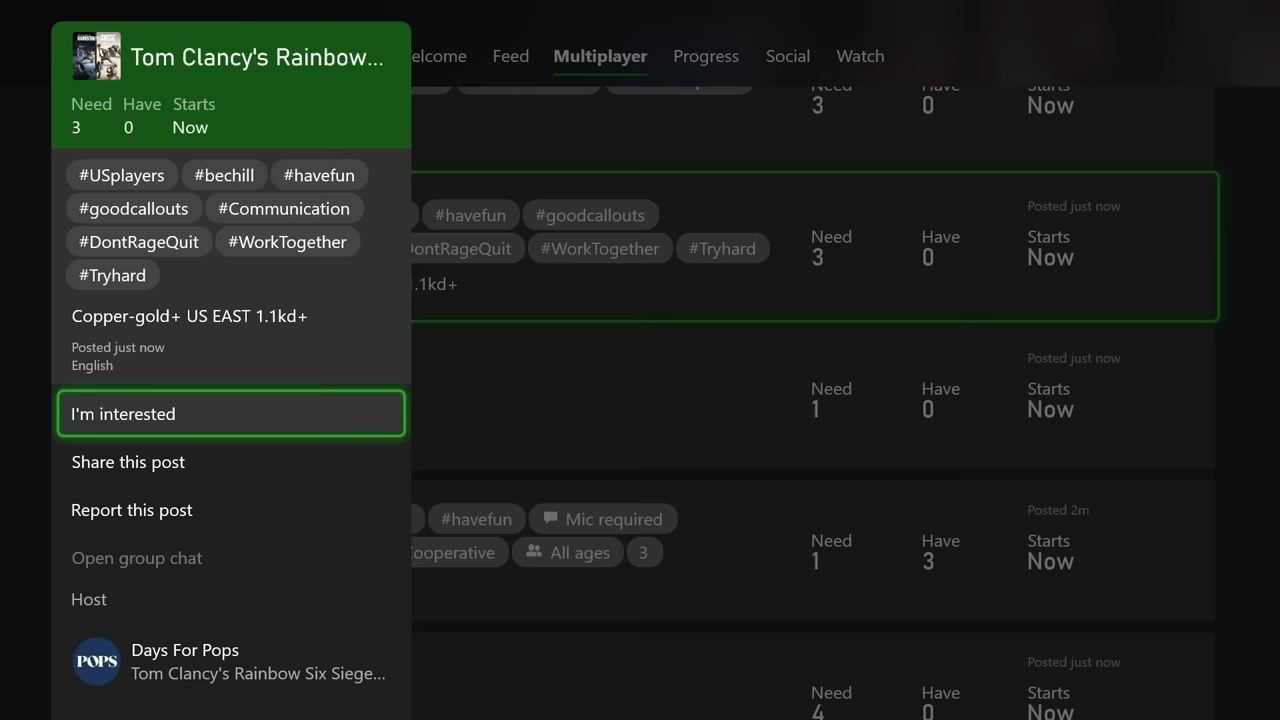 Tom Clancy's Rainbow...
Need Have Starts
3 0 Now
#USplayers #bechill #havefun
#goodcallouts #Communication
#DontRageQuit #WorkTogether
#Tryhard
Copper-gold+ US EAST 1.1kd+
Posted just now
English
I'm interested
Share this post
Report this post
Open group chat
Host
POPS
Days For Pops
Tom Clancy's Rainbow Six Siege...
elcome Feed Multiplayer Progress Social Watch
Need Have Starts
3 0 Now
#havefun #goodcallouts
DontRageQuit #WorkTogether #Tryhard
1.1kd+
Posted just now
Need Have Starts
3 0 Now
Posted just now
Need Have Starts
1 0 Now
#havefun Mic required
Cooperative All ages 3
Posted 2m
Need Have Starts
1 3 Now
Posted just now
Need Have Starts
4 0 Now